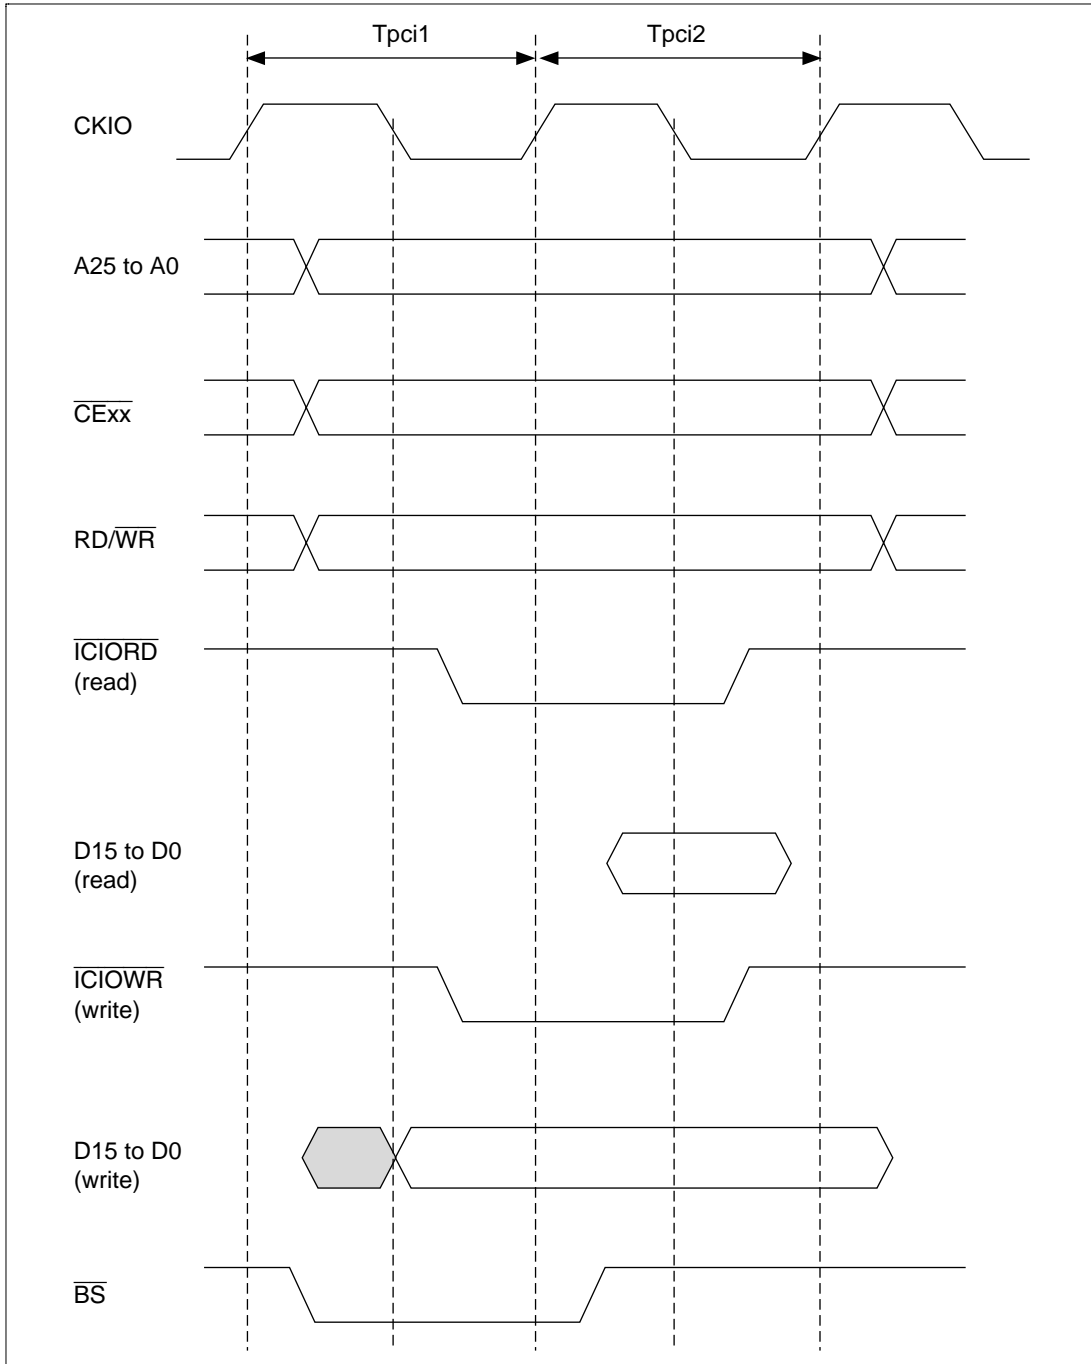 Tpci1
Tpci2
CKIO
A25 to A0
CExx
RD/WR
ICIORD
(read)
D15 to D0
(read)
ICIOWR
(write)
D15 to D0
(write)
BS